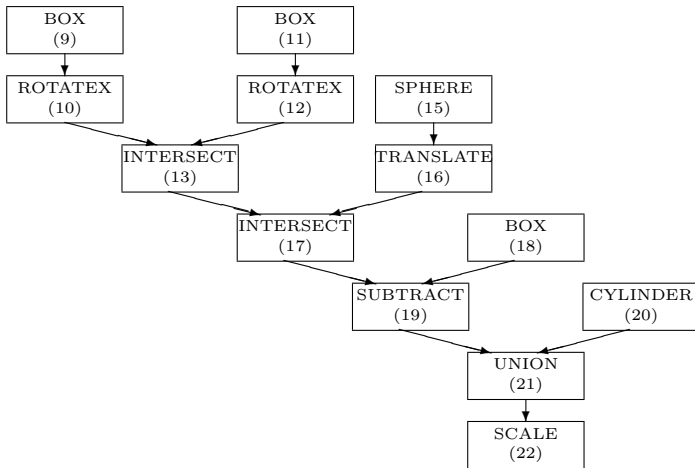 BOX
(9)
BOX
(11)
ROTATEX
(10)
ROTATEX
(12)
SPHERE
(15)
INTERSECT
(13)
TRANSLATE
(16)
INTERSECT
(17)
BOX
(18)
SUBTRACT
(19)
CYLINDER
(20)
UNION
(21)
SCALE
(22)